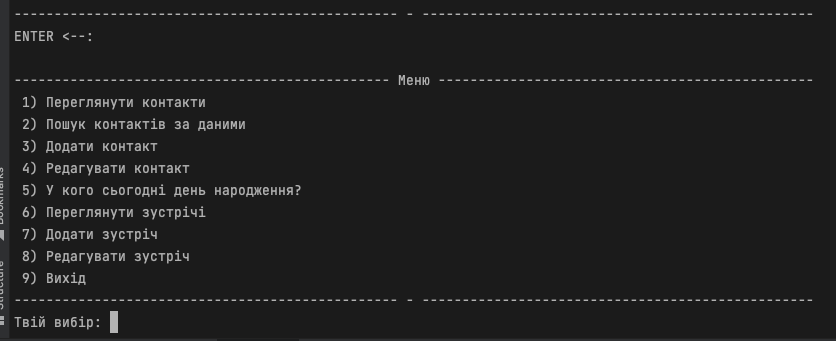 ------------------------------------------------ - -------------------------------------------------
ENTER <--:
-------------------------------------------------- Меню -----------------------------------------------
1) Переглянути контакти
2) Пошук контактів за даними
3) Додати контакт
4) Редагувати контакт
5) У кого сьогодні день народження?
6) Переглянути зустрічі
7) Додати зустріч
8) Редагувати зустріч
9) Вихід
------------------------------------------------ - -------------------------------------------------
Твій вибір:
Structure